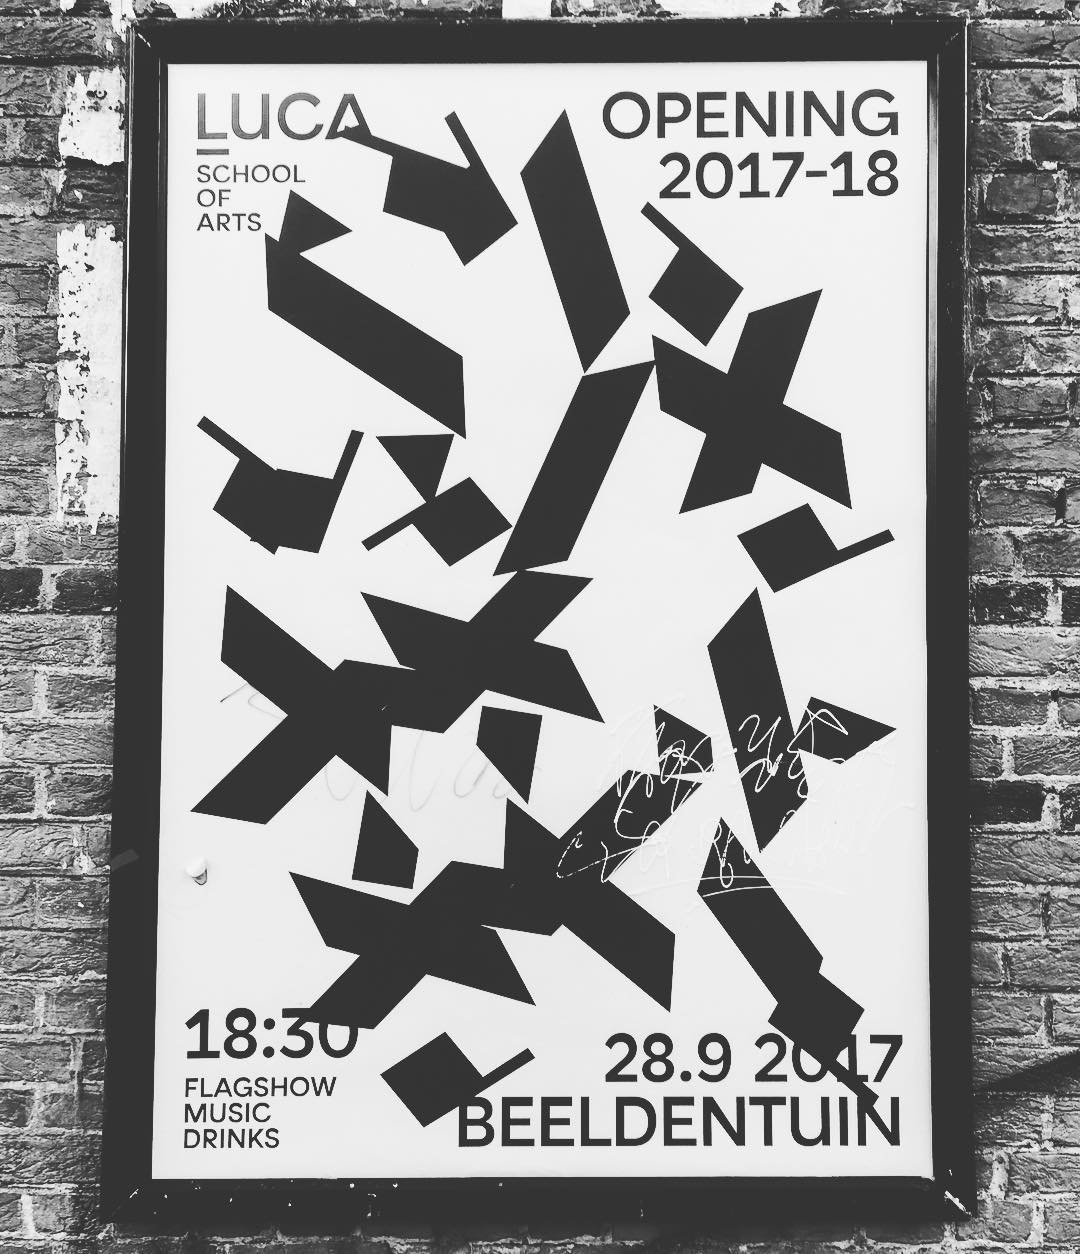 LUCA
SCHOOL
OF
ARTS
OPENING
2017-18
18:30
FLAGSHOW
MUSIC
DRINKS
28.9 2017
BEELDENTUIN